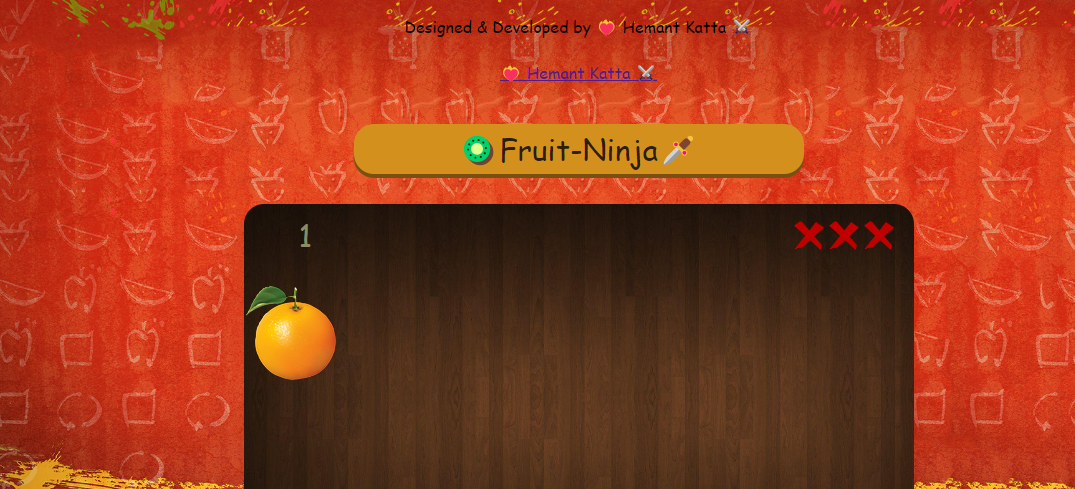 Designed & Developed by 💓 Hemant Katta ⚔️
💓 Hemant Katta ⚔️
🥝 Fruit-Ninja🗡️
1
❌❌❌